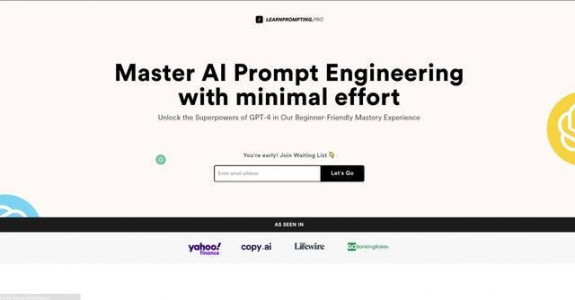 LEARNPROMPTING.PRO
Master AI Prompt Engineering
with minimal effort
Unlock the Superpowers of GPT-4 in Our Beginner-Friendly Mastery Experience
You're early! Join Waiting List 👇
Enter email address
Let's Go
AS SEEN IN
yahoo!
finance
copy.ai
Lifewire
GOBankingRates